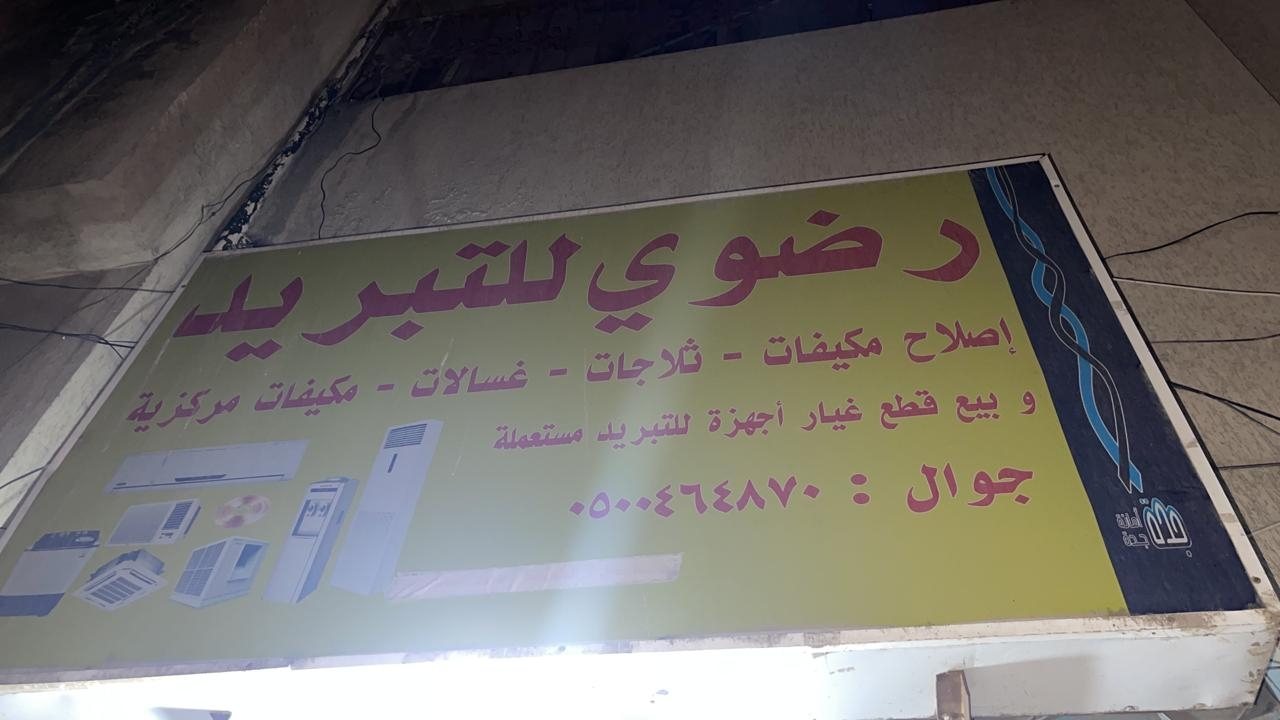 رضوي للتبريد
إصلاح مكيفات - ثلاجات - غسالات - مكيفات مركزية
و بيع قطع غيار أجهزة للتبريد مستعملة
جوال : ٠٥٠٠٤٦٤٨٧٠
أمانة
جدة